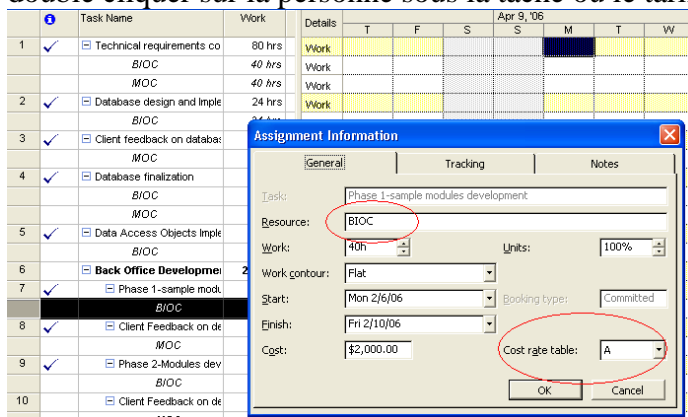 double cliquer sur la personne sous la tâche où le tari
Task Name Work Details Apr 9, '06
T F S S M T W
1 Technical requirements co 80 hrs Work
BIOC 40 hrs Work
MOC 40 hrs Work
2 Database design and Imple 24 hrs Work
BIOC 24 hrs
3 Client feedback on databa:
MOC
4 Database finalization
BIOC
MOC
5 Data Access Objects Imple
BIOC
6 Back Office Developmen 2
7 Phase 1-sample modu
BIOC
8 Client Feedback on de
MOC
9 Phase 2-Modules dev
BIOC
10 Client Feedback on de
Assignment Information
General Tracking Notes
Task: Phase 1-sample modules development
Resource: BIOC
Work: 40h Units: 100%
Work contour: Flat
Start: Mon 2/6/06 Booking type: Committed
Finish: Fri 2/10/06
Cost: $2,000.00 Cost rate table: A
OK Cancel